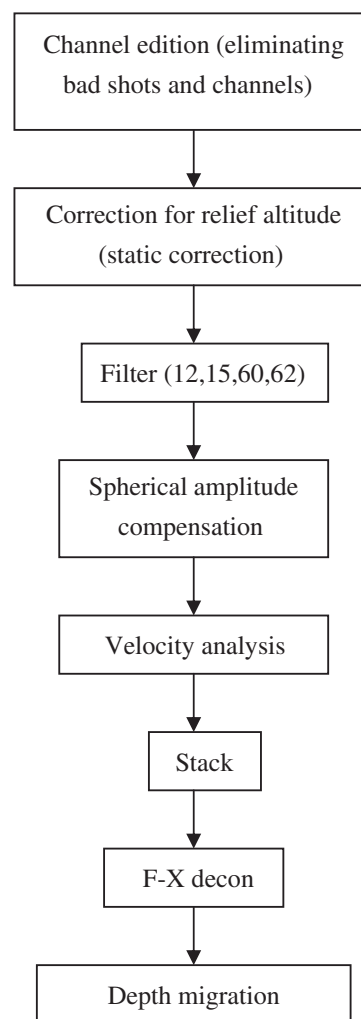 Channel edition (eliminating
bad shots and channels)
Correction for relief altitude
(static correction)
Filter (12,15,60,62)
Spherical amplitude
compensation
Velocity analysis
Stack
F-X decon
Depth migration